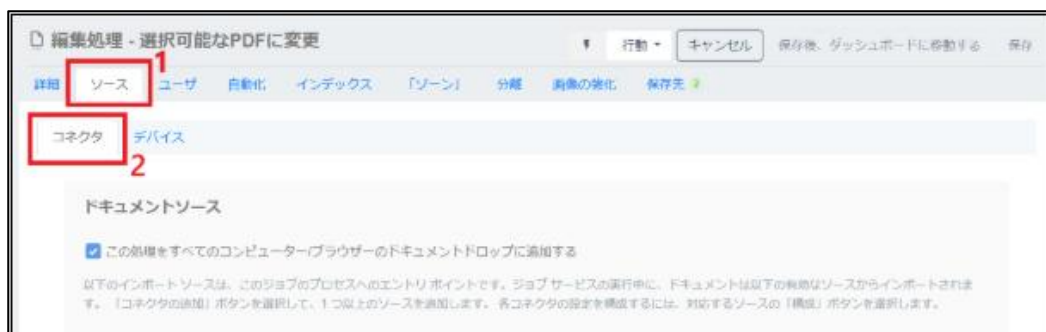 編集処理 - 選択可能なPDFに変更
行動 キャンセル 保存後、ダッシュボードに移動する 保存
1
詳細 ソース ユーザ 自動化 インデックス 「ゾーン」 分離 画像の強化 保存先
コネクタ デバイス
2
ドキュメントソース
この処理をすべてのコンピューター/ブラウザーのドキュメントドロップに追加する
以下のインポート ソースは、このジョブのプロセスへのエントリ ポイントです。ジョブ サービスの実行中に、ドキュメントは以下の有効なソースからインポートされま
す。「コネクタの追加」ボタンを選択して、1 つ以上のソースを追加します。各コネクタの設定を構成するには、対応するソースの「構成」ボタンを選択します。